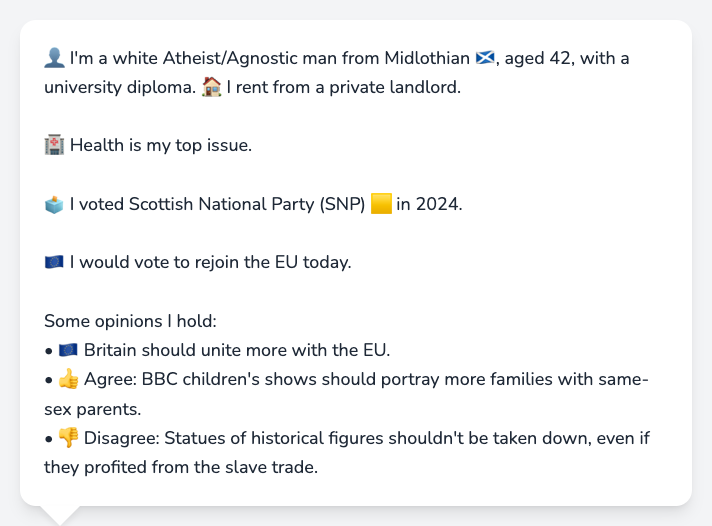 👤 I'm a white Atheist/Agnostic man from Midlothian 🏴󠁧󠁢󠁳󠁣󠁴󠁿, aged 42, with a
university diploma. 🏠 I rent from a private landlord.
🏥 Health is my top issue.
🗳️ I voted Scottish National Party (SNP) 🟨 in 2024.
🇪🇺 I would vote to rejoin the EU today.
Some opinions I hold:
• 🇪🇺 Britain should unite more with the EU.
• 👍 Agree: BBC children's shows should portray more families with same-
sex parents.
• 👎 Disagree: Statues of historical figures shouldn't be taken down, even if
they profited from the slave trade.